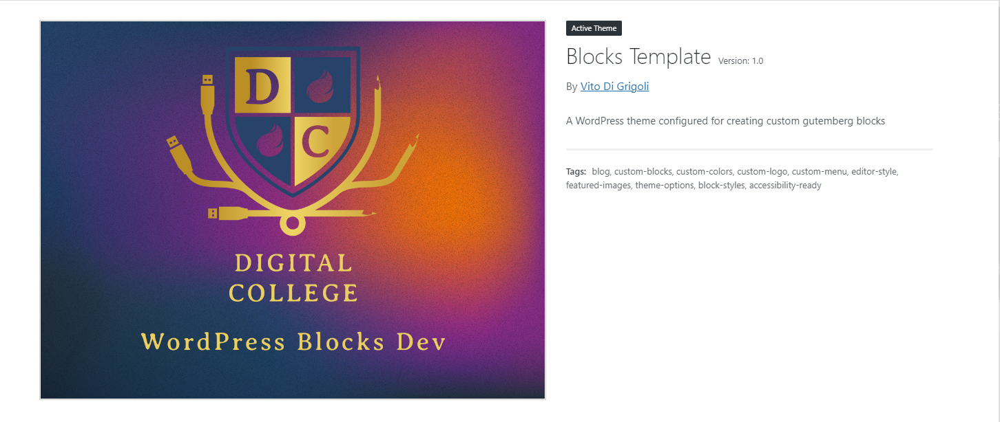 D
C
DIGITAL
COLLEGE
WordPress Blocks Dev
Active Theme
Blocks Template Version: 1.0
By Vito Di Grigoli
A WordPress theme configured for creating custom gutemberg blocks
Tags: blog, custom-blocks, custom-colors, custom-logo, custom-menu, editor-style,
featured-images, theme-options, block-styles, accessibility-ready